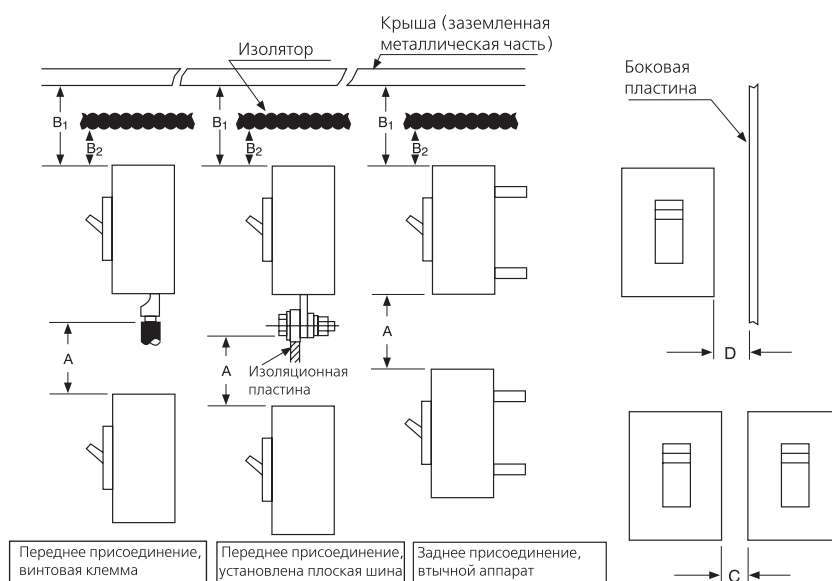 Крыша (заземленная
металлическая часть)
Изолятор
Боковая
пластина
B1
B1
B1
B2
B2
B2
A
A
A
Изоляционная
пластина
D
Переднее присоединение,
винтовая клемма
Переднее присоединение,
установлена плоская шина
Заднее присоединение,
втычной аппарат
C